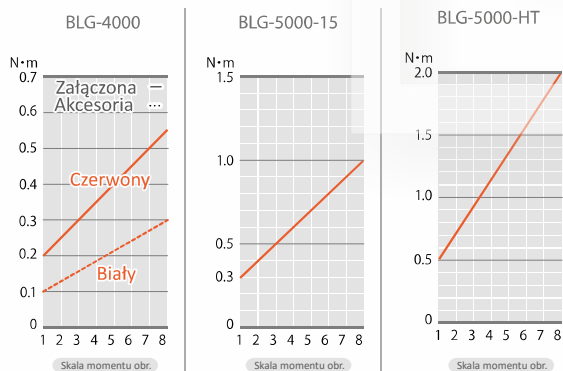 BLG-4000
N·m
0.7
Załączona —
Akcesoria ...
0.6
0.5
Czerwony
0.4
0.3
0.2
Biały
0.1
0
1 2 3 4 5 6 7 8
Skala momentu obr.
BLG-5000-15
N·m
1.5
1.0
0.5
0.3
0
1 2 3 4 5 6 7 8
Skala momentu obr.
BLG-5000-HT
N·m
2.0
1.5
1.0
0.5
0
1 2 3 4 5 6 7 8
Skala momentu obr.